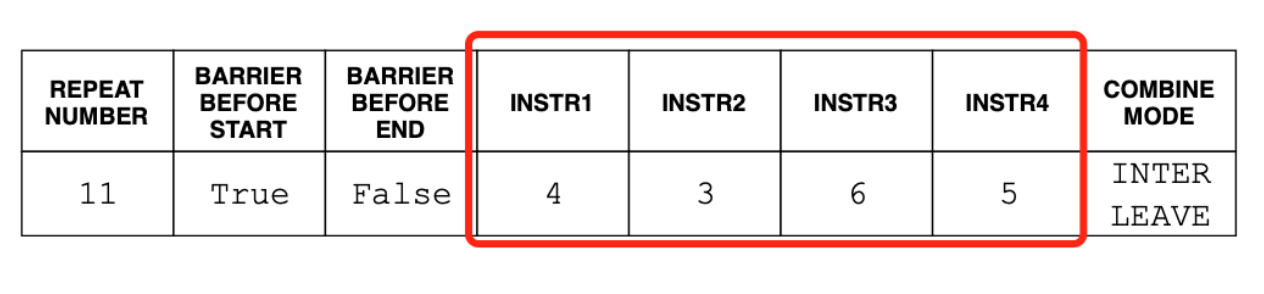 REPEAT NUMBER
BARRIER BEFORE START
BARRIER BEFORE END
INSTR1
INSTR2
INSTR3
INSTR4
COMBINE MODE
11
True
False
4
3
6
5
INTER
LEAVE